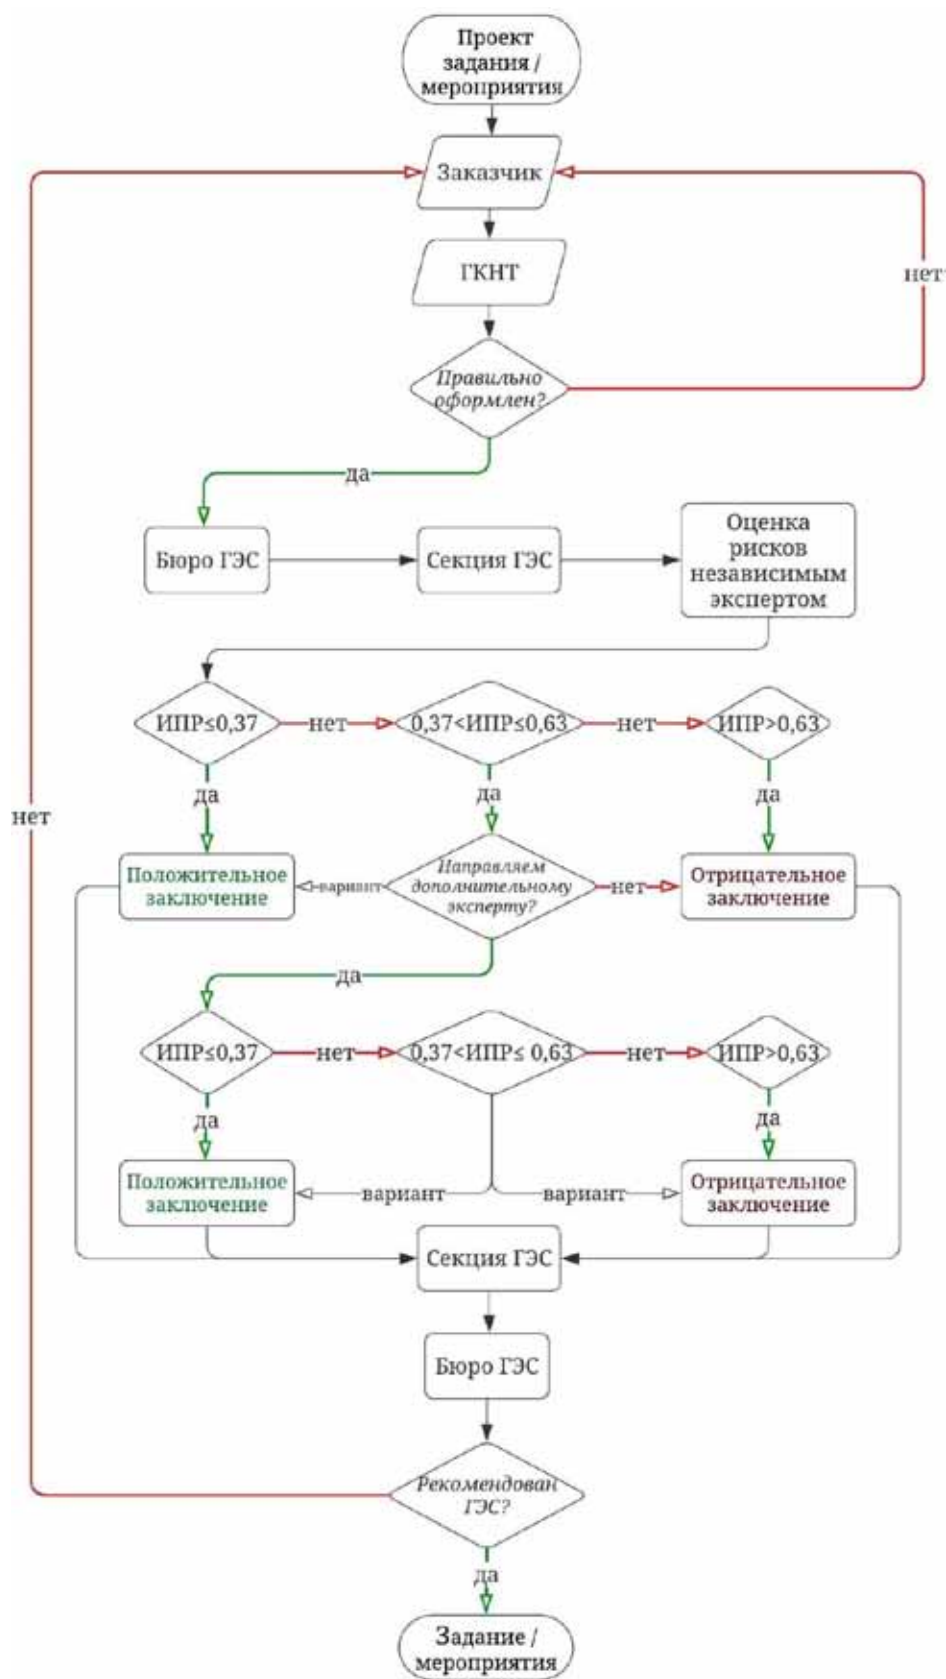 Проект
задания /
мероприятия
Заказчик
ГКНТ
нет
Правильно
оформлен?
да
Бюро ГЭС
Секция ГЭС
Оценка
рисков
независимым
экспертом
ИПР≤0,37
нет
0,37<ИПР≤0,63
нет
ИПР>0,63
да
да
да
нет
Положительное
заключение
вариант
Направляем
дополнительному
эксперту?
нет
Отрицательное
заключение
да
ИПР≤0,37
нет
0,37<ИПР≤ 0,63
нет
ИПР>0,63
да
да
Положительное
заключение
вариант
вариант
Отрицательное
заключение
Секция ГЭС
Бюро ГЭС
Рекомендован
ГЭС?
да
Задание /
мероприятия